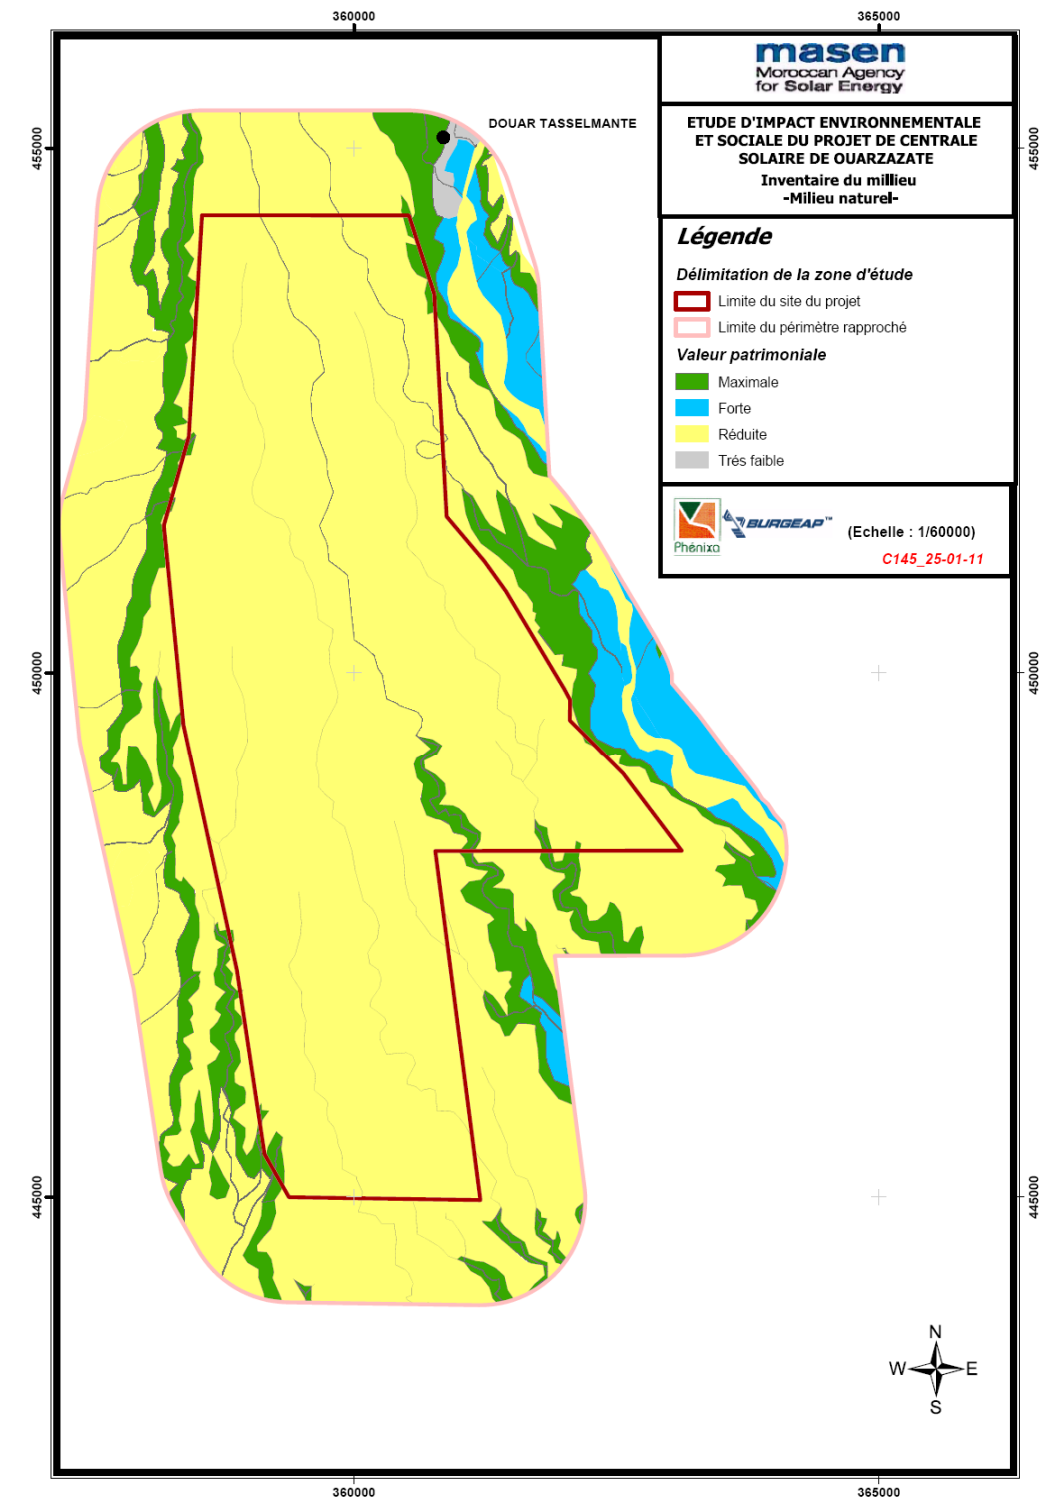 360000
365000
masen
Moroccan Agency
for Solar Energy
ETUDE D'IMPACT ENVIRONNEMENTALE
ET SOCIALE DU PROJET DE CENTRALE
SOLAIRE DE OUARZAZATE
Inventaire du millieu
-Milieu naturel-
DOUAR TASSELMANTE
455000
455000
Légende
Délimitation de la zone d'étude
Limite du site du projet
Limite du périmètre rapproché
Valeur patrimoniale
Maximale
Forte
Réduite
Trés faible
Phénixa
BURGEAP™
(Echelle : 1/60000)
C145_25-01-11
450000
450000
445000
445000
N
W
E
S
360000
365000